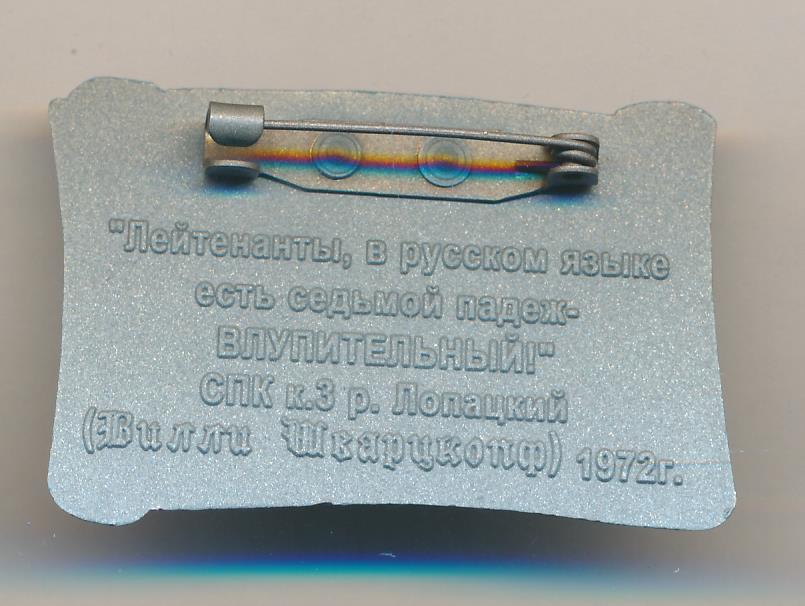 "Лейтенанты, в русском языке
есть седьмой падеж-
ВЛУПИТЕЛЬНЫЙ!"
СПК к.3 р. Лопацкий
(Вилли Шварцкопф) 1972г.